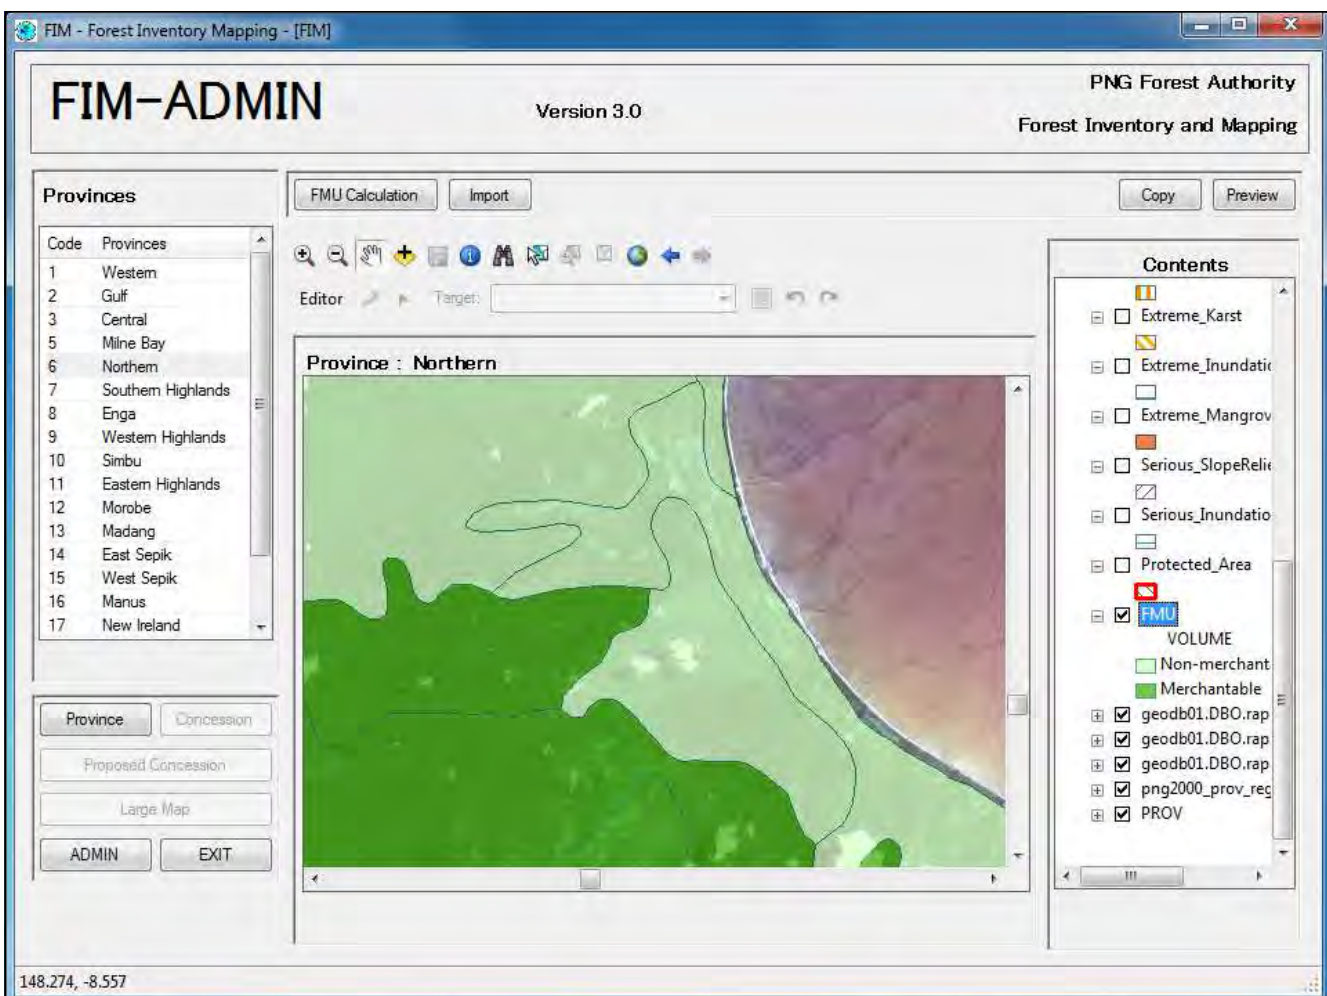 FIM - Forest Inventory Mapping - [FIM]
FIM-ADMIN
Version 3.0
PNG Forest Authority
Forest Inventory and Mapping
Provinces
Code Provinces
1 Western
2 Gulf
3 Central
5 Milne Bay
6 Northern
7 Southern Highlands
8 Enga
9 Western Highlands
10 Simbu
11 Eastern Highlands
12 Morobe
13 Madang
14 East Sepik
15 West Sepik
16 Manus
17 New Ireland
Province Concession
Proposed Concession
Large Map
ADMIN EXIT
FMU Calculation Import Copy Preview
Editor Target:
Province : Northern
Contents
Extreme_Karst
Extreme_Inundatic
Extreme_Mangrov
Serious_SlopeRelie
Serious_Inundatio
Protected_Area
FMU
VOLUME
Non-merchant
Merchantable
geodb01.DBO.rap
geodb01.DBO.rap
geodb01.DBO.rap
png2000_prov_reg
PROV
148.274, -8.557